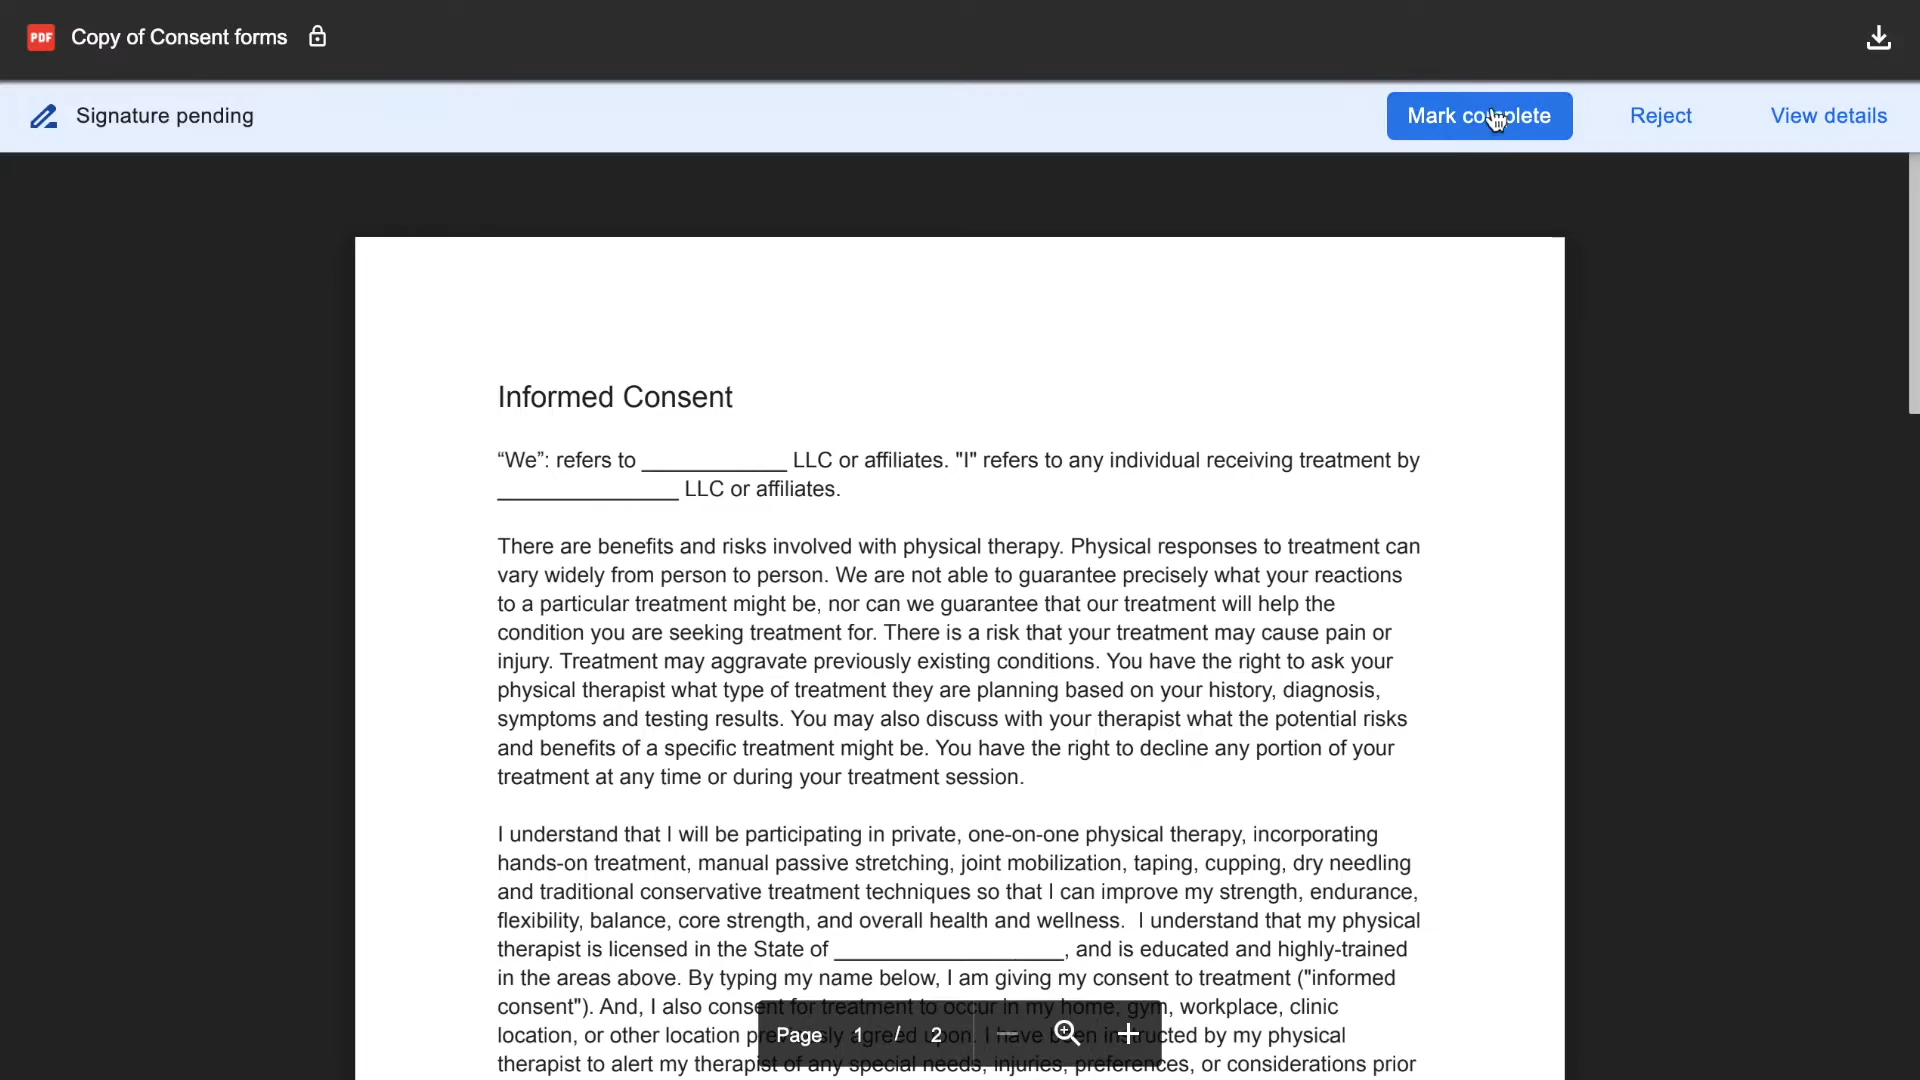 PDF Copy of Consent forms
Signature pending
Mark complete Reject View details
Informed Consent
“We”: refers to ____________ LLC or affiliates. "I" refers to any individual receiving treatment by
_______________ LLC or affiliates.
There are benefits and risks involved with physical therapy. Physical responses to treatment can
vary widely from person to person. We are not able to guarantee precisely what your reactions
to a particular treatment might be, nor can we guarantee that our treatment will help the
condition you are seeking treatment for. There is a risk that your treatment may cause pain or
injury. Treatment may aggravate previously existing conditions. You have the right to ask your
physical therapist what type of treatment they are planning based on your history, diagnosis,
symptoms and testing results. You may also discuss with your therapist what the potential risks
and benefits of a specific treatment might be. You have the right to decline any portion of your
treatment at any time or during your treatment session.
I understand that I will be participating in private, one-on-one physical therapy, incorporating
hands-on treatment, manual passive stretching, joint mobilization, taping, cupping, dry needling
and traditional conservative treatment techniques so that I can improve my strength, endurance,
flexibility, balance, core strength, and overall health and wellness. I understand that my physical
therapist is licensed in the State of ___________________, and is educated and highly-trained
in the areas above. By typing my name below, I am giving my consent to treatment ("informed
consent"). And, I also consent for treatment to occur in my home, gym, workplace, clinic
location, or other location previously agreed upon. I have been instructed by my physical
therapist to alert my therapist of any special needs, injuries, preferences, or considerations prior
Page 1 / 2